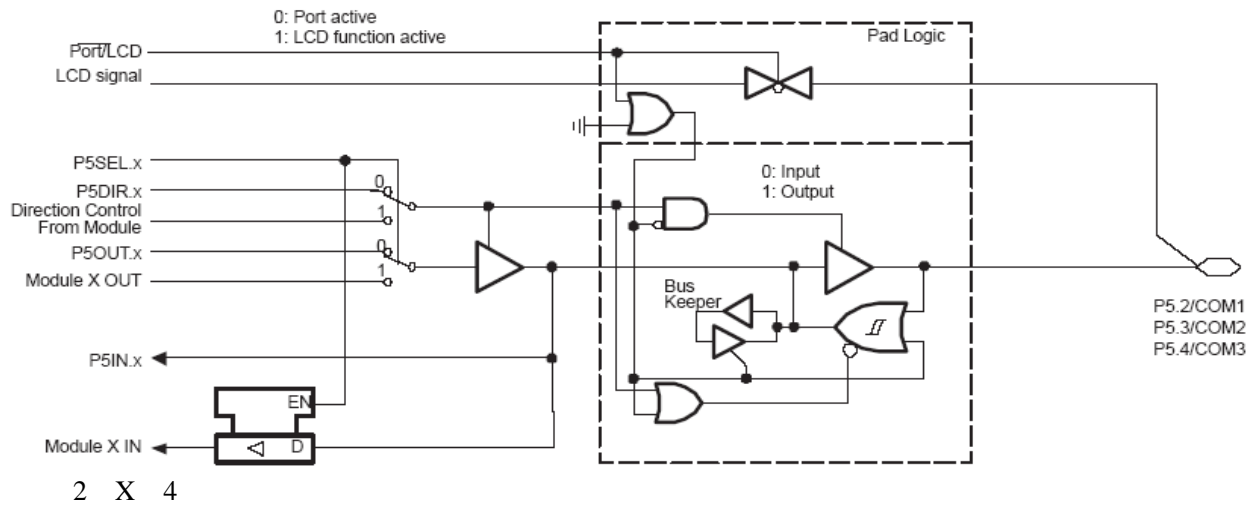 0: Port active
1: LCD function active
Pad Logic
Port/LCD
LCD signal
P5SEL.x
0: Input
1: Output
P5DIR.x
0
Direction Control
From Module
1
P5OUT.x
0
Module X OUT
1
Bus
Keeper
P5.2/COM1
P5.3/COM2
P5.4/COM3
P5IN.x
EN
Module X IN
D
2 X 4